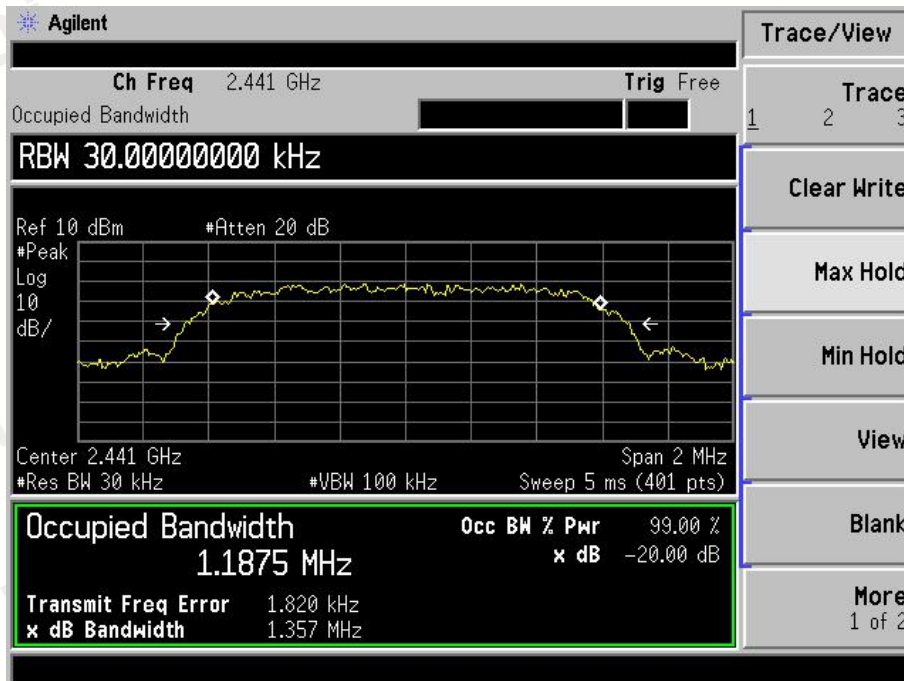 Agilent
Trace/View
Ch Freq 2.441 GHz Trig Free
Occupied Bandwidth
Trace
1 2 3
RBW 30.00000000 kHz
Clear Write
Ref 10 dBm #Atten 20 dB
#Peak
Log
10
dB/
Max Hold
Min Hold
View
Center 2.441 GHz Span 2 MHz
#Res BW 30 kHz #VBW 100 kHz Sweep 5 ms (401 pts)
Occupied Bandwidth
1.1875 MHz
Occ BW % Pwr 99.00 %
x dB -20.00 dB
Transmit Freq Error 1.820 kHz
x dB Bandwidth 1.357 MHz
Blank
More
1 of 2